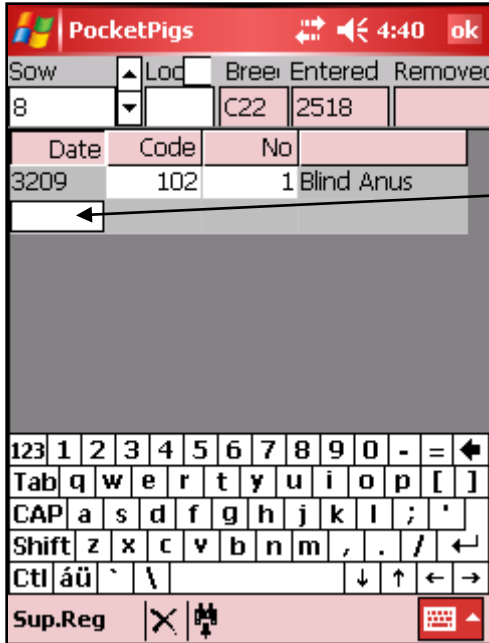 PocketPigs 4:40 ok
Sow Loc Bree Entered Removed
8 C22 2518
Date Code No
3209 102 1 Blind Anus
123 1 2 3 4 5 6 7 8 9 0 - =
Tab q w e r t y u i o p [ ]
CAP a s d f g h j k l ; '
Shift z x c v b n m , . /
Ctl áü ` \
Sup.Reg